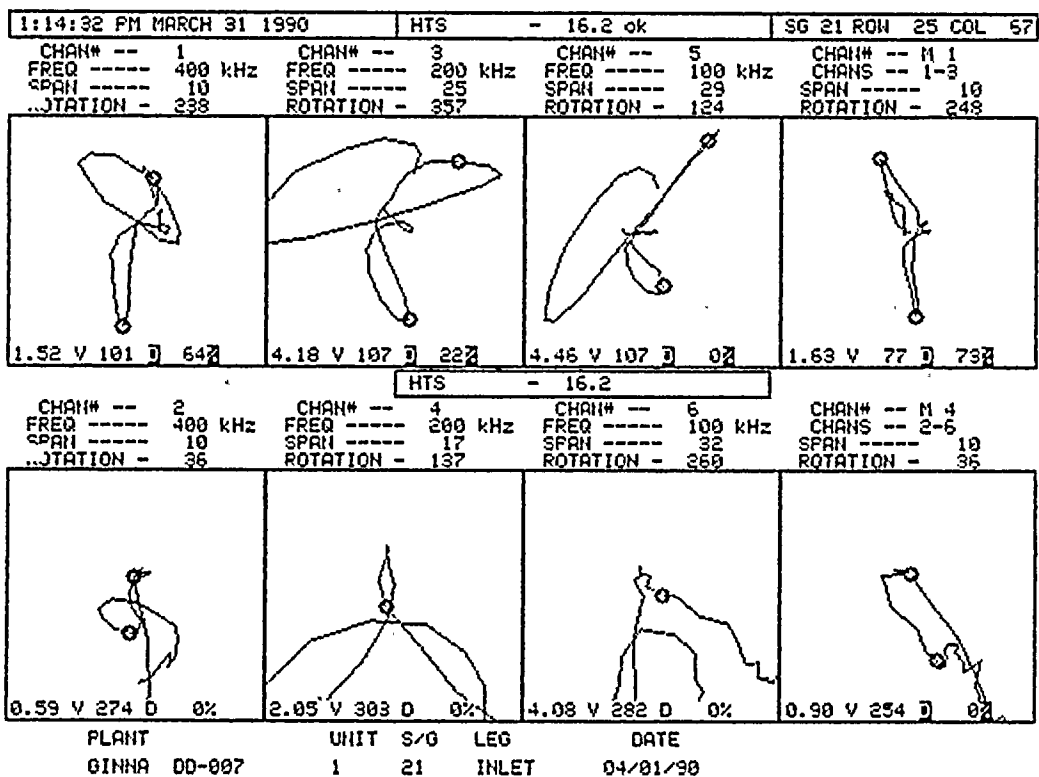 1:14:32 PM MARCH 31 1990 HTS - 16.2 ok SG 21 ROW 25 COL 57
CHAN# -- 1 CHAN# -- 3 CHAN# -- 5 CHAN# -- M 1
FREQ ----- 400 kHz FREQ ----- 200 kHz FREQ ----- 100 kHz CHANS -- 1-3
SPAN ----- 10 SPAN ----- 25 SPAN ----- 29 SPAN ----- 10
..OTATION - 238 ROTATION - 357 ROTATION - 124 ROTATION - 248
1.52 V 101 D 64% 4.18 V 107 D 22% 4.46 V 107 D 0% 1.63 V 77 D 73%
HTS - 16.2
CHAN# -- 2 CHAN# -- 4 CHAN# -- 6 CHAN# -- M 4
FREQ ----- 400 kHz FREQ ----- 200 kHz FREQ ----- 100 kHz CHANS -- 2-6
SPAN ----- 10 SPAN ----- 17 SPAN ----- 32 SPAN ----- 10
..OTATION - 36 ROTATION - 137 ROTATION - 260 ROTATION - 36
0.59 V 274 D 0% 2.05 V 303 D 0% 4.08 V 282 D 0% 0.90 V 254 D 0%
PLANT UNIT S/G LEG DATE
GINNA DD-007 1 21 INLET 04/01/90